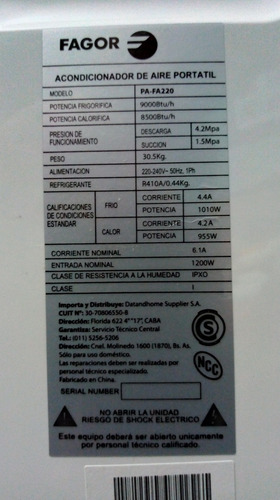 FAGOR
ACONDICIONADOR DE AIRE PORTATIL
MODELO PA-FA220
POTENCIA FRIGORIFICA 9000Btu/h
POTENCIA CALORIFICA 8500Btu/h
PRESION DE FUNCIONAMIENTO DESCARGA 4.2Mpa
SUCCION 1.5Mpa
PESO 30.5Kg.
ALIMENTACION 220-240V~ 50Hz, 1Ph
REFRIGERANTE R410A/0.44Kg.
CALIFICACIONES DE CONDICIONES ESTANDAR FRIO CORRIENTE 4.4A
POTENCIA 1010W
CALOR CORRIENTE 4.2A
POTENCIA 955W
CORRIENTE NOMINAL 6.1A
ENTRADA NOMINAL 1200W
CLASE DE RESISTENCIA A LA HUMEDAD IPXO
CLASE I
Importa y Distribuye: Datandhome Supplier S.A.
CUIT Nº: 30-70806550-8
Dirección: Florida 622 4º "17", CABA
Garantiza: Servicio Técnico Central
Tel.: (011) 5256-5206
Dirección: Cnel. Molinedo 1600 (1870), Bs. As.
Sólo para uso doméstico.
Las reparaciones deben ser realizadas por
personal técnico especializado.
Fabricado en China.
S
NCC
SERIAL NUMBER
NO ABRIR LA UNIDAD
RIESGO DE SHOCK ELECTRICO
Este equipo deberá ser abierto unicamente
por personal técnico calificado.